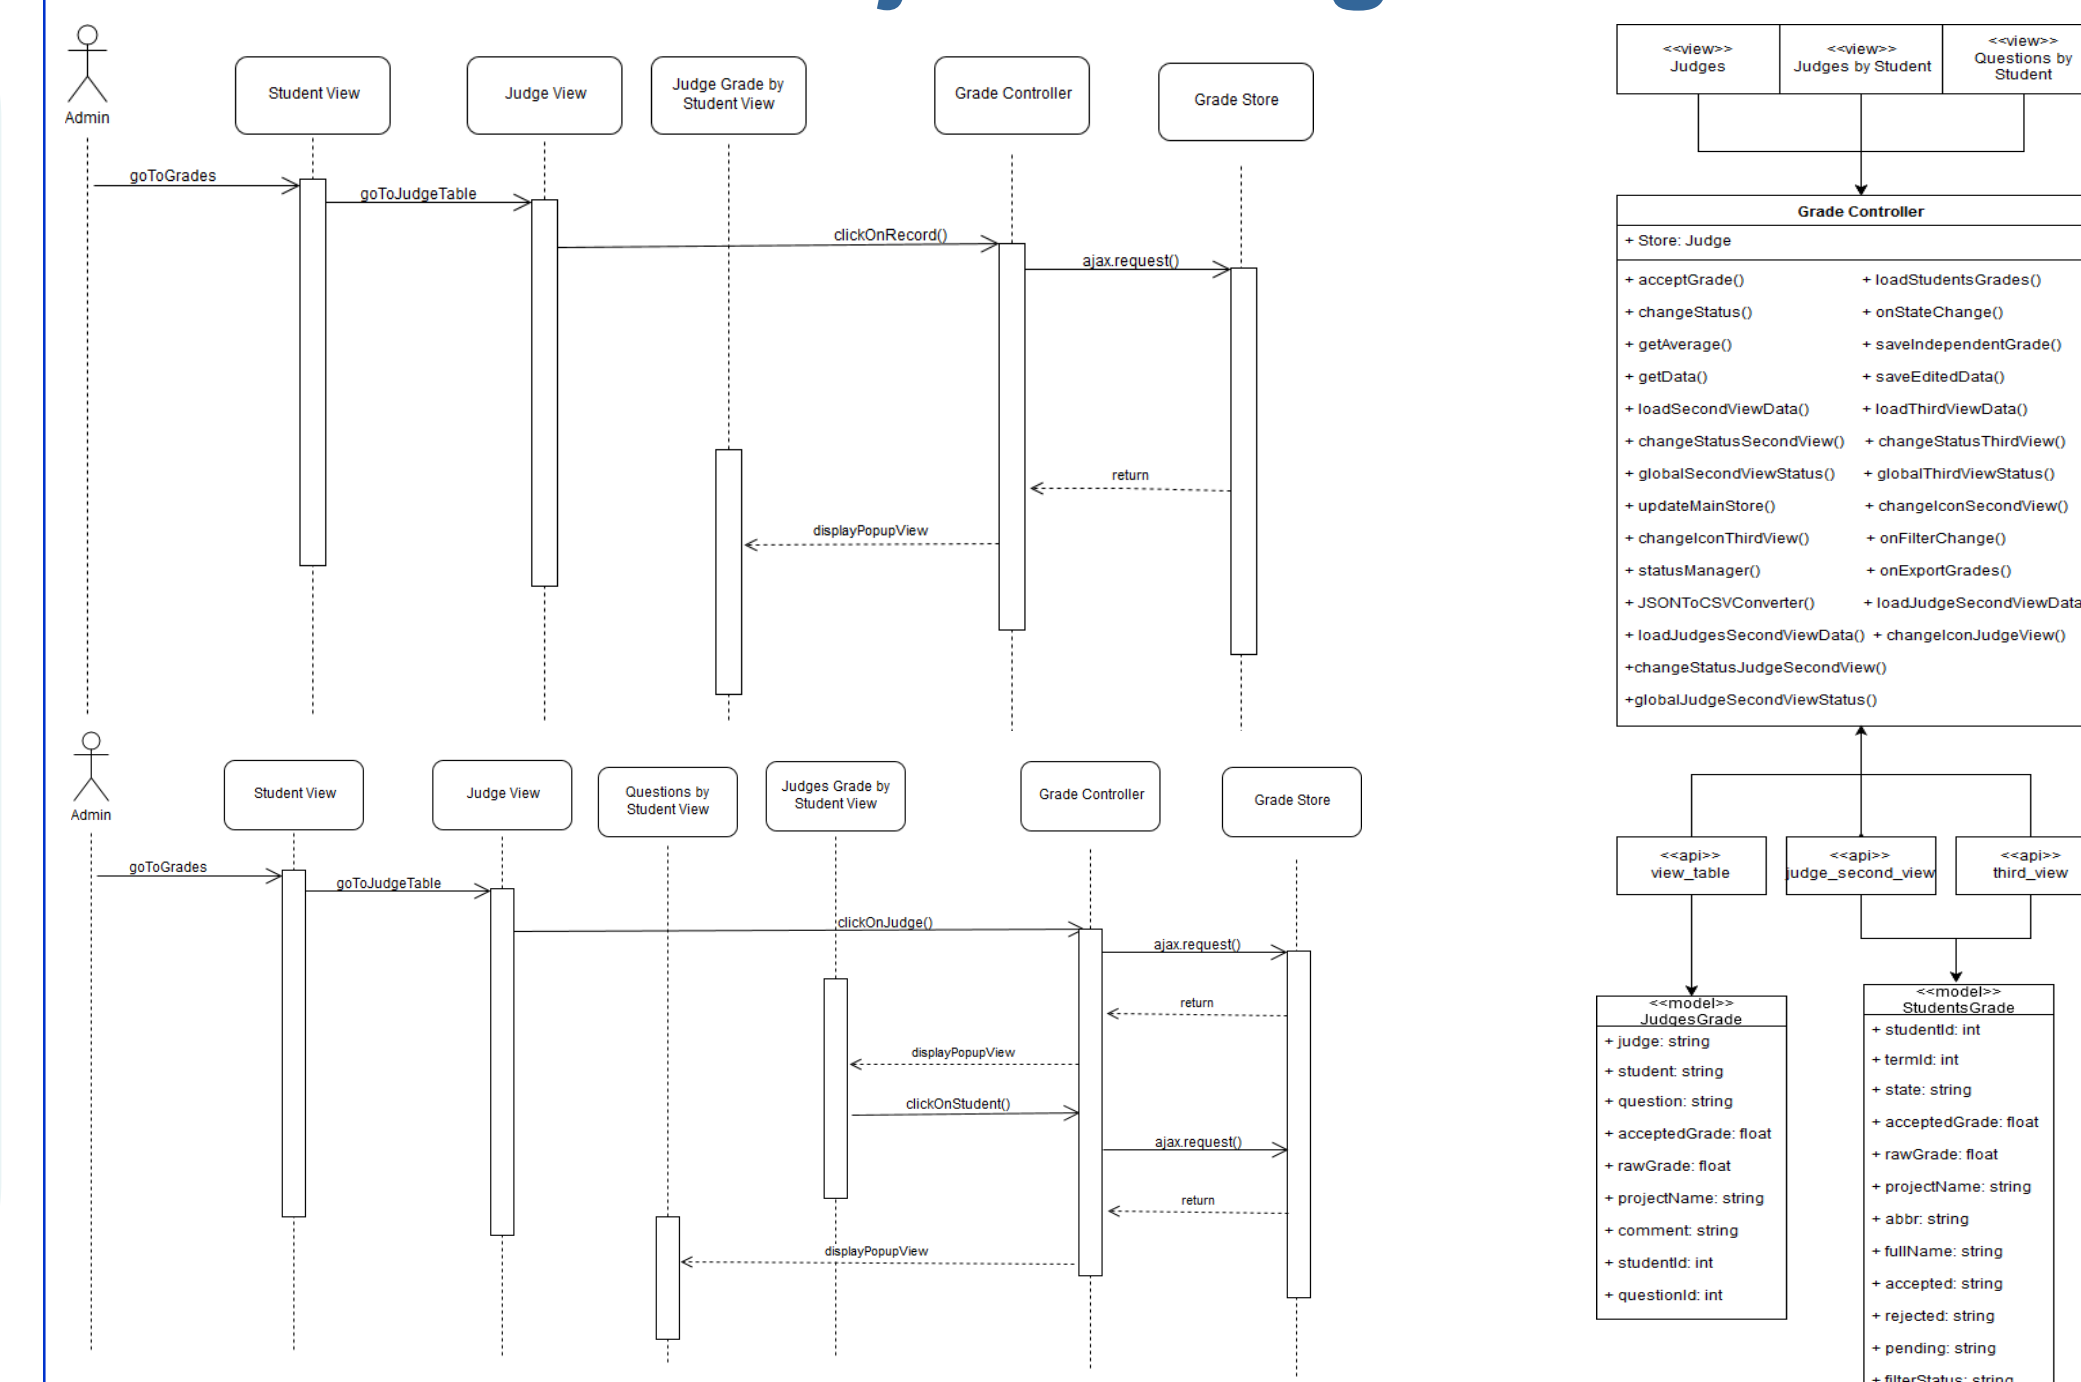 Admin
Student View
Judge View
Judge Grade by
Student View
Grade Controller
Grade Store
goToGrades
goToJudgeTable
clickOnRecord()
ajax.request()
return
displayPopupView
Admin
Student View
Judge View
Questions by
Student View
Judges Grade by
Student View
Grade Controller
Grade Store
goToGrades
goToJudgeTable
clickOnJudge()
ajax.request()
return
displayPopupView
clickOnStudent()
ajax.request()
return
displayPopupView
<<view>>
Judges
<<view>>
Judges by Student
<<view>>
Questions by
Student
Grade Controller
+ Store: Judge
+ acceptGrade()
+ loadStudentsGrades()
+ changeStatus()
+ onStateChange()
+ getAverage()
+ saveIndependentGrade()
+ getData()
+ saveEditedData()
+ loadSecondViewData()
+ loadThirdViewData()
+ changeStatusSecondView()
+ changeStatusThirdView()
+ globalSecondViewStatus()
+ globalThirdViewStatus()
+ updateMainStore()
+ changeIconSecondView()
+ changeIconThirdView()
+ onFilterChange()
+ statusManager()
+ onExportGrades()
+ JSONToCSVConverter()
+ loadJudgeSecondViewData
+ loadJudgesSecondViewData()
+ changeIconJudgeView()
+changeStatusJudgeSecondView()
+globalJudgeSecondViewStatus()
<<api>>
view_table
<<api>>
judge_second_view
<<api>>
third_view
<<model>>
JudgesGrade
+ judge: string
+ student: string
+ question: string
+ acceptedGrade: float
+ rawGrade: float
+ projectName: string
+ comment: string
+ studentId: int
+ questionId: int
<<model>>
StudentsGrade
+ studentId: int
+ termId: int
+ state: string
+ acceptedGrade: float
+ rawGrade: float
+ projectName: string
+ abbr: string
+ fullName: string
+ accepted: string
+ rejected: string
+ pending: string
+ filterStatus: string